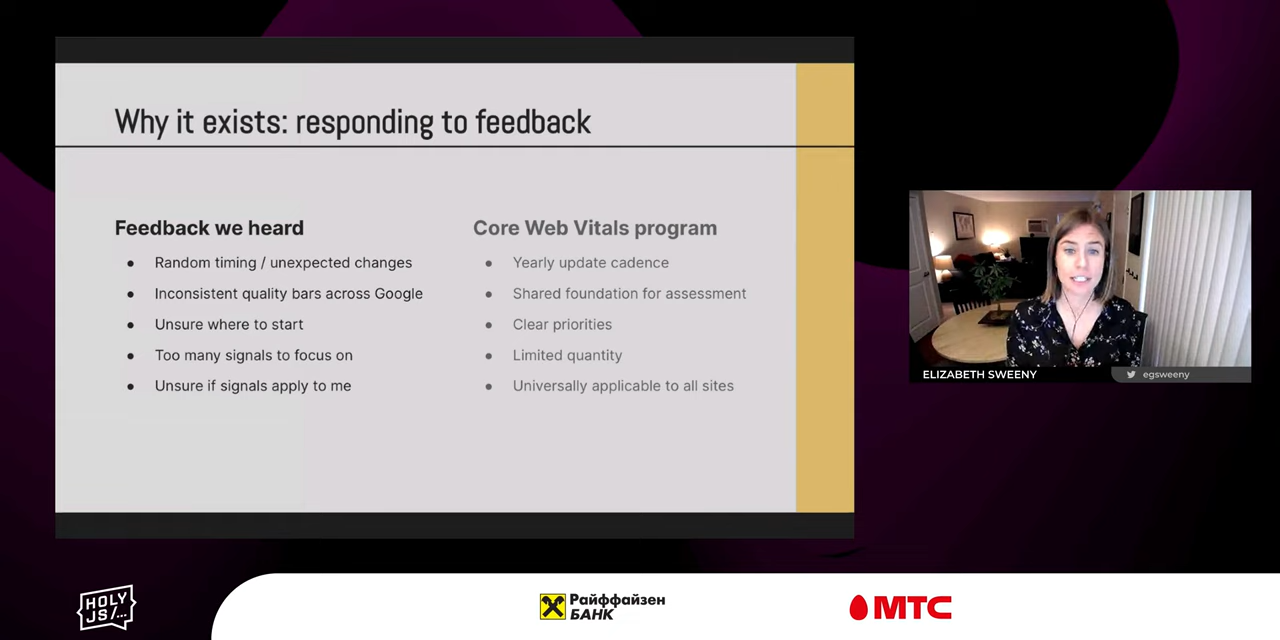 Why it exists: responding to feedback
Feedback we heard
Random timing / unexpected changes
Inconsistent quality bars across Google
Unsure where to start
Too many signals to focus on
Unsure if signals apply to me
Core Web Vitals program
Yearly update cadence
Shared foundation for assessment
Clear priorities
Limited quantity
Universally applicable to all sites
ELIZABETH SWEENY
egsweeny
HOLY
JS/...
Райффайзен
БАНК
МТС